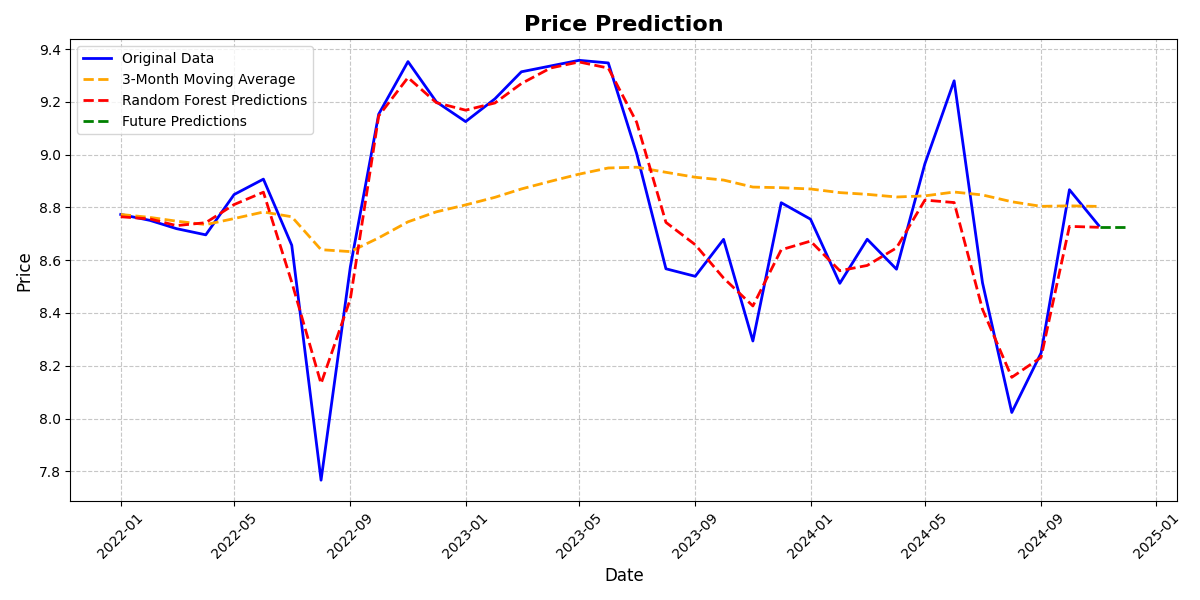 Price Prediction
Original Data
3-Month Moving Average
Random Forest Predictions
Future Predictions
Price
9.4
9.2
9.0
8.8
8.6
8.4
8.2
8.0
7.8
2022-01
2022-05
2022-09
2023-01
2023-05
2023-09
2024-01
2024-05
2024-09
2025-01
Date